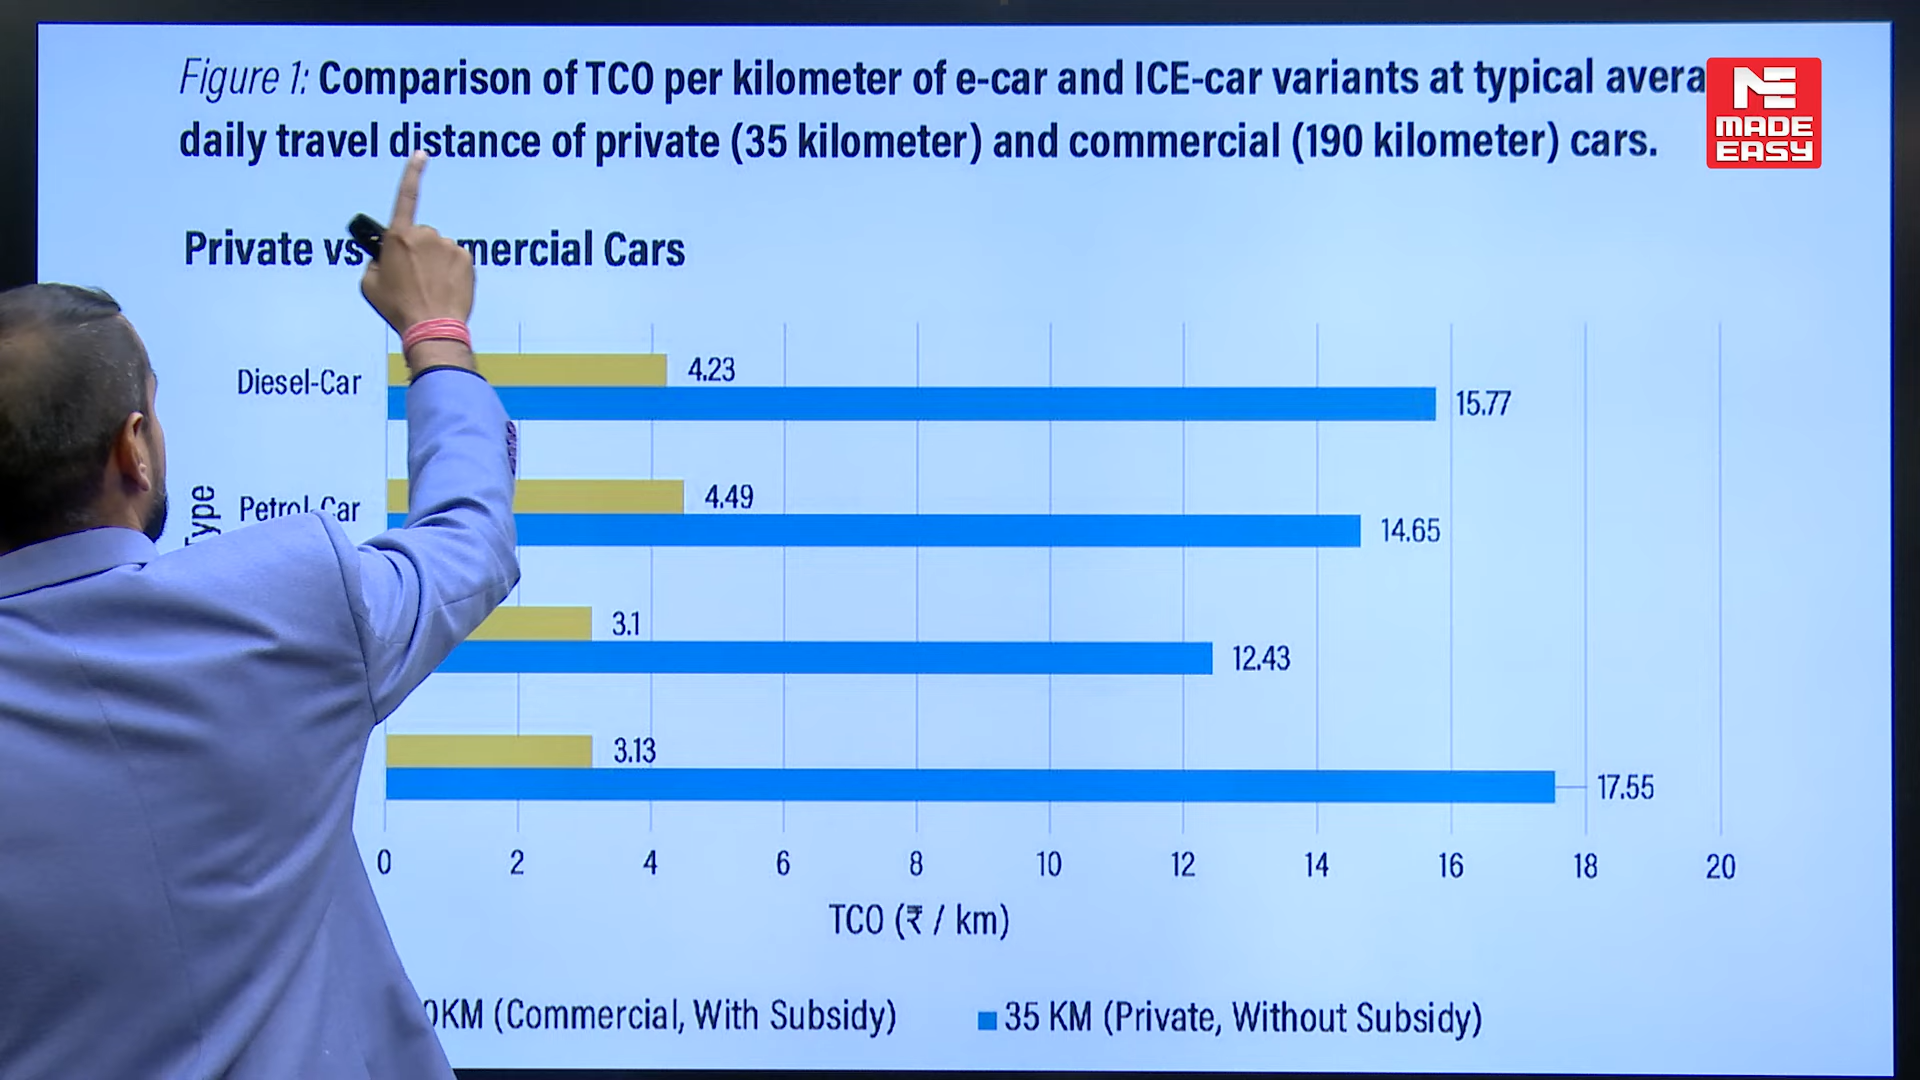 Figure 1: Comparison of TCO per kilometer of e-car and ICE-car variants at typical avera
daily travel distance of private (35 kilometer) and commercial (190 kilometer) cars.
MADE
EASY
Private vs mercial Cars
Diesel-Car
4.23
15.77
Type
Petrol-Car
4.49
14.65
3.1
12.43
3.13
17.55
0 2 4 6 8 10 12 14 16 18 20
TCO (₹ / km)
0KM (Commercial, With Subsidy)
35 KM (Private, Without Subsidy)